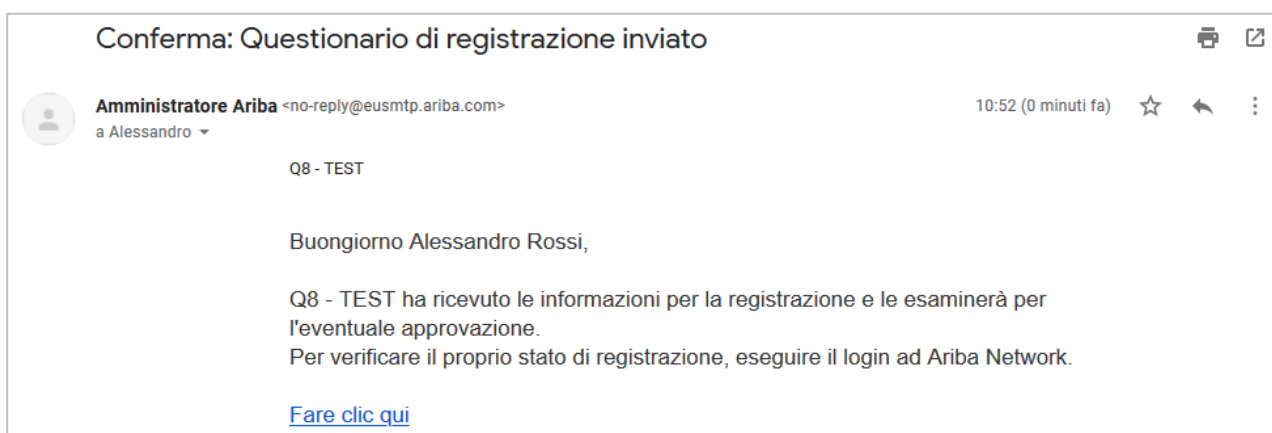 Conferma: Questionario di registrazione inviato
Amministratore Ariba <no-reply@eusmtp.ariba.com>
10:52 (0 minuti fa)
a Alessandro
Q8 - TEST
Buongiorno Alessandro Rossi,
Q8 - TEST ha ricevuto le informazioni per la registrazione e le esaminerà per
l'eventuale approvazione.
Per verificare il proprio stato di registrazione, eseguire il login ad Ariba Network.
Fare clic qui